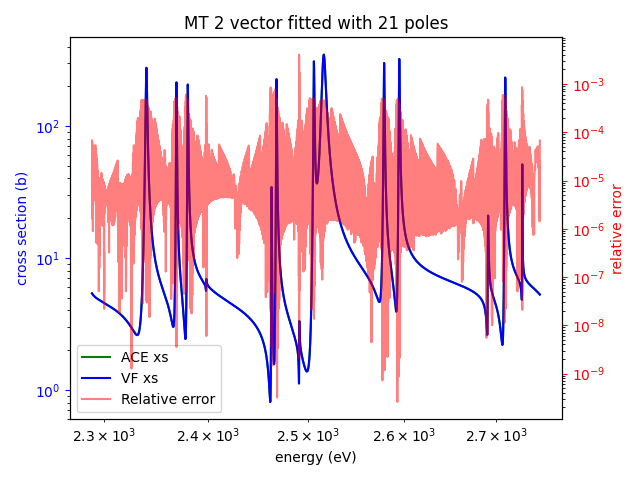 MT 2 vector fitted with 21 poles
cross section (b)
10²
10¹
10⁰
10⁻³
10⁻⁴
10⁻⁵
10⁻⁶
10⁻⁷
10⁻⁸
10⁻⁹
relative error
ACE xs
VF xs
Relative error
2.3 × 10³ 2.4 × 10³ 2.5 × 10³ 2.6 × 10³ 2.7 × 10³
energy (eV)